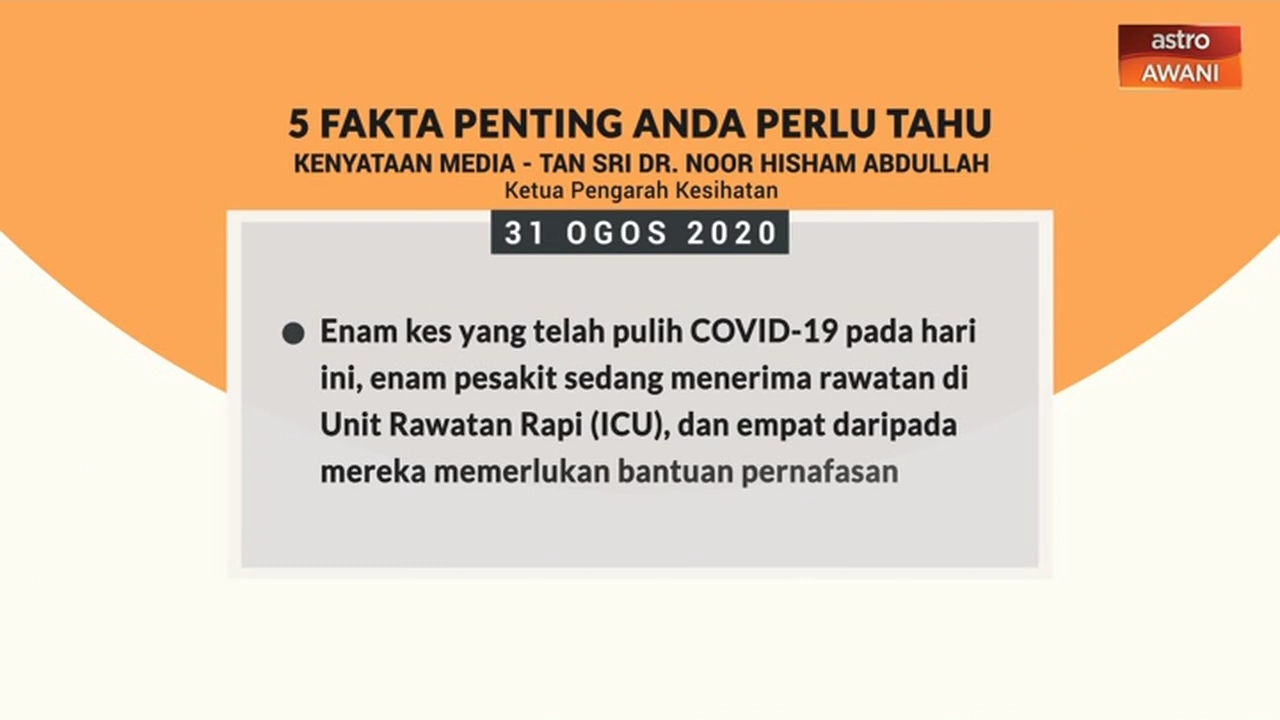 astro
AWANI
5 FAKTA PENTING ANDA PERLU TAHU
KENYATAAN MEDIA - TAN SRI DR. NOOR HISHAM ABDULLAH
Ketua Pengarah Kesihatan
31 OGOS 2020
● Enam kes yang telah pulih COVID-19 pada hari
ini, enam pesakit sedang menerima rawatan di
Unit Rawatan Rapi (ICU), dan empat daripada
mereka memerlukan bantuan pernafasan